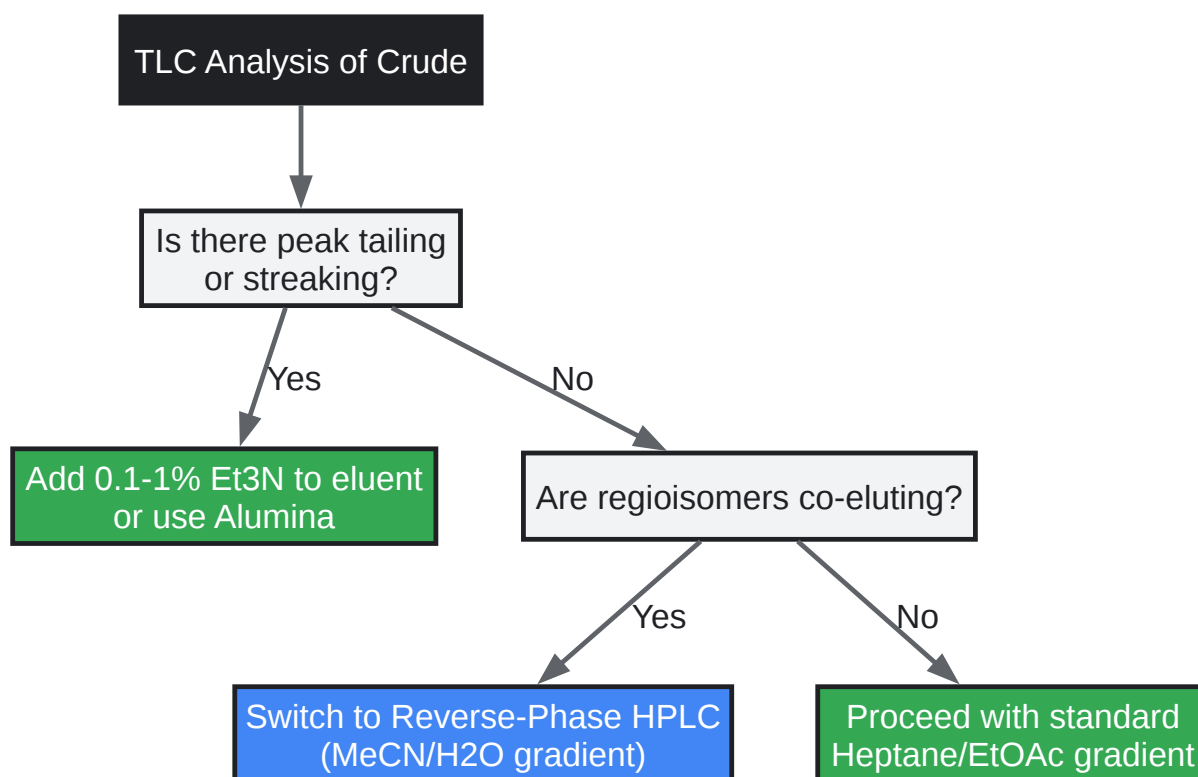 TLC Analysis of Crude
Is there peak tailing
or streaking?
Yes
No
Add 0.1-1% Et3N to eluent
or use Alumina
Are regioisomers co-eluting?
Yes
No
Switch to Reverse-Phase HPLC
(MeCN/H2O gradient)
Proceed with standard
Heptane/EtOAc gradient